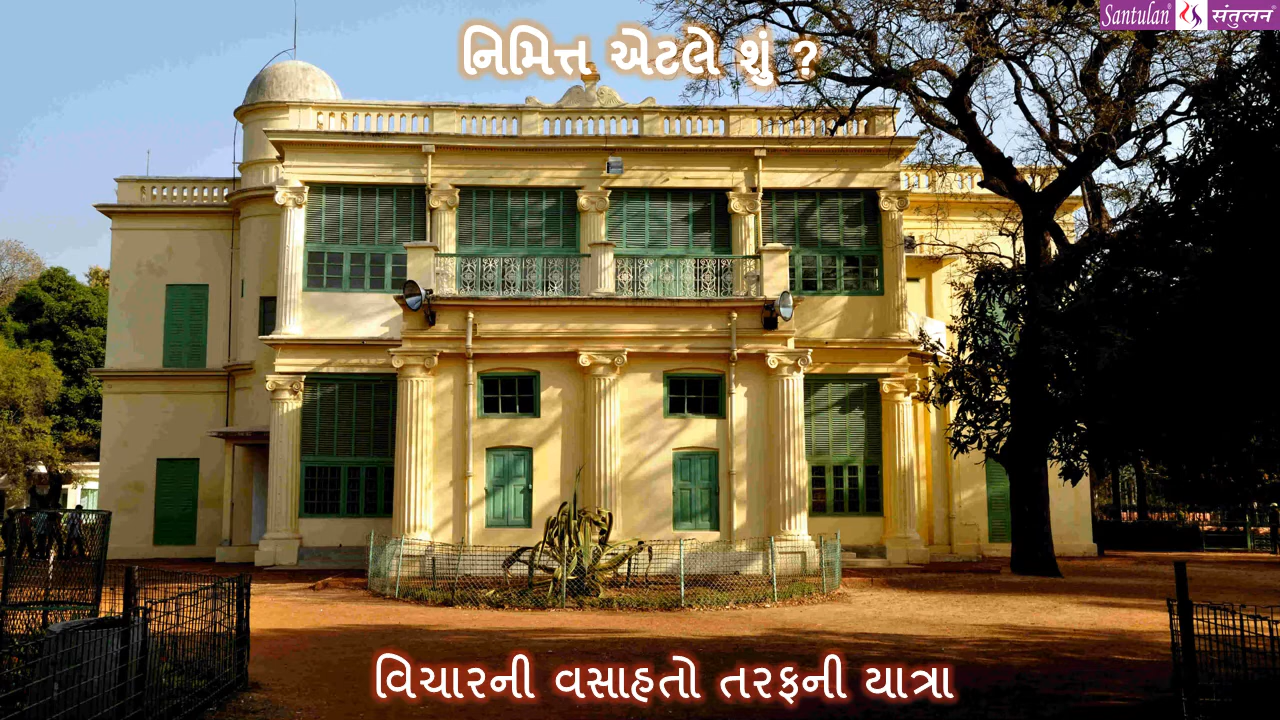 Santulan® संतुलन®
નિમિત્ત એટલે શું ?
વિચારની વસાહતો તરફની યાત્રા